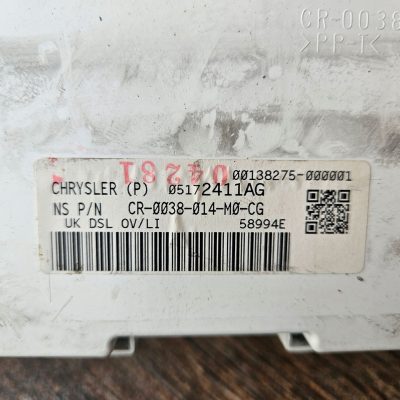 CR-0038
>PP-T<
04281
00138275-000001
CHRYSLER (P) 05172411AG
NS P/N CR-0038-014-M0-CG
UK DSL OV/LI 58994E